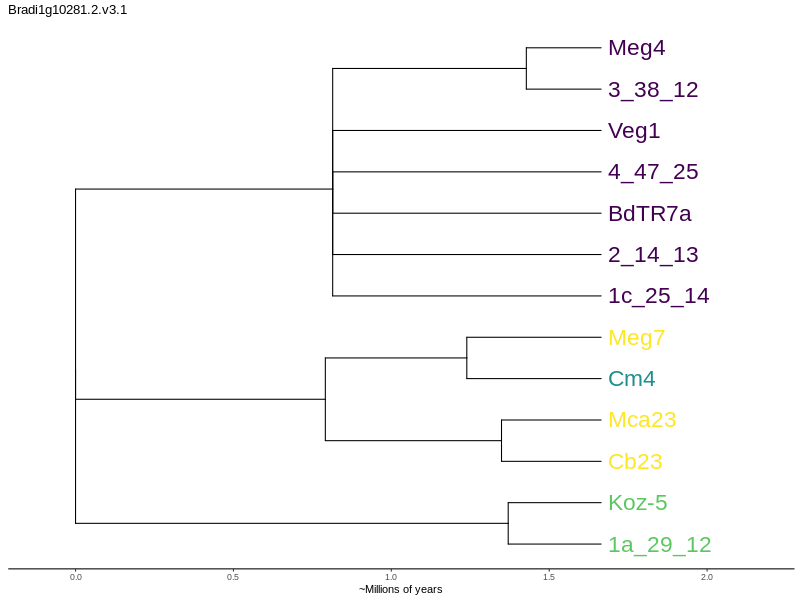 Bradi1g10281.2.v3.1
Meg4
3_38_12
Veg1
4_47_25
BdTR7a
2_14_13
1c_25_14
Meg7
Cm4
Mca23
Cb23
Koz-5
1a_29_12
0.0 0.5 1.0 1.5 2.0
~Millions of years